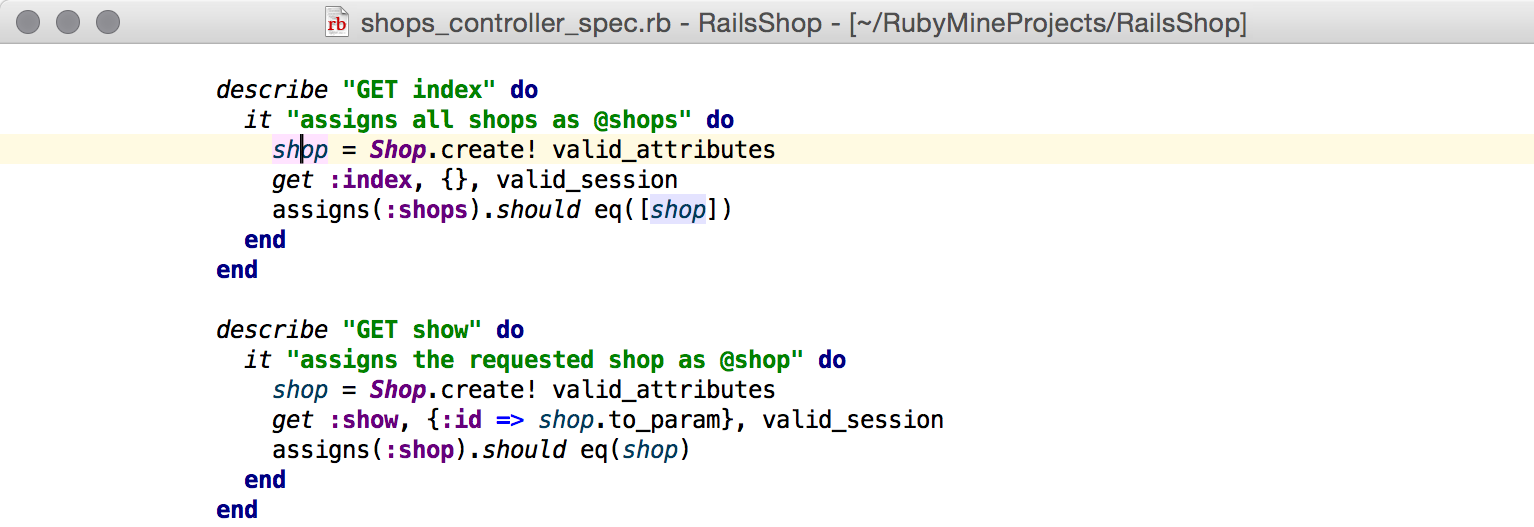 rb shops_controller_spec.rb - RailsShop - [~/RubyMineProjects/RailsShop]
describe "GET index" do
it "assigns all shops as @shops" do
shop = Shop.create! valid_attributes
get :index, {}, valid_session
assigns(:shops).should eq([shop])
end
end
describe "GET show" do
it "assigns the requested shop as @shop" do
shop = Shop.create! valid_attributes
get :show, {:id => shop.to_param}, valid_session
assigns(:shop).should eq(shop)
end
end